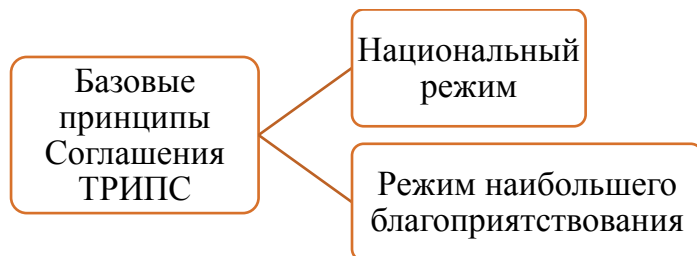 Базовые
принципы
Соглашения
ТРИПС
Национальный
режим
Режим наибольшего
благоприятствования